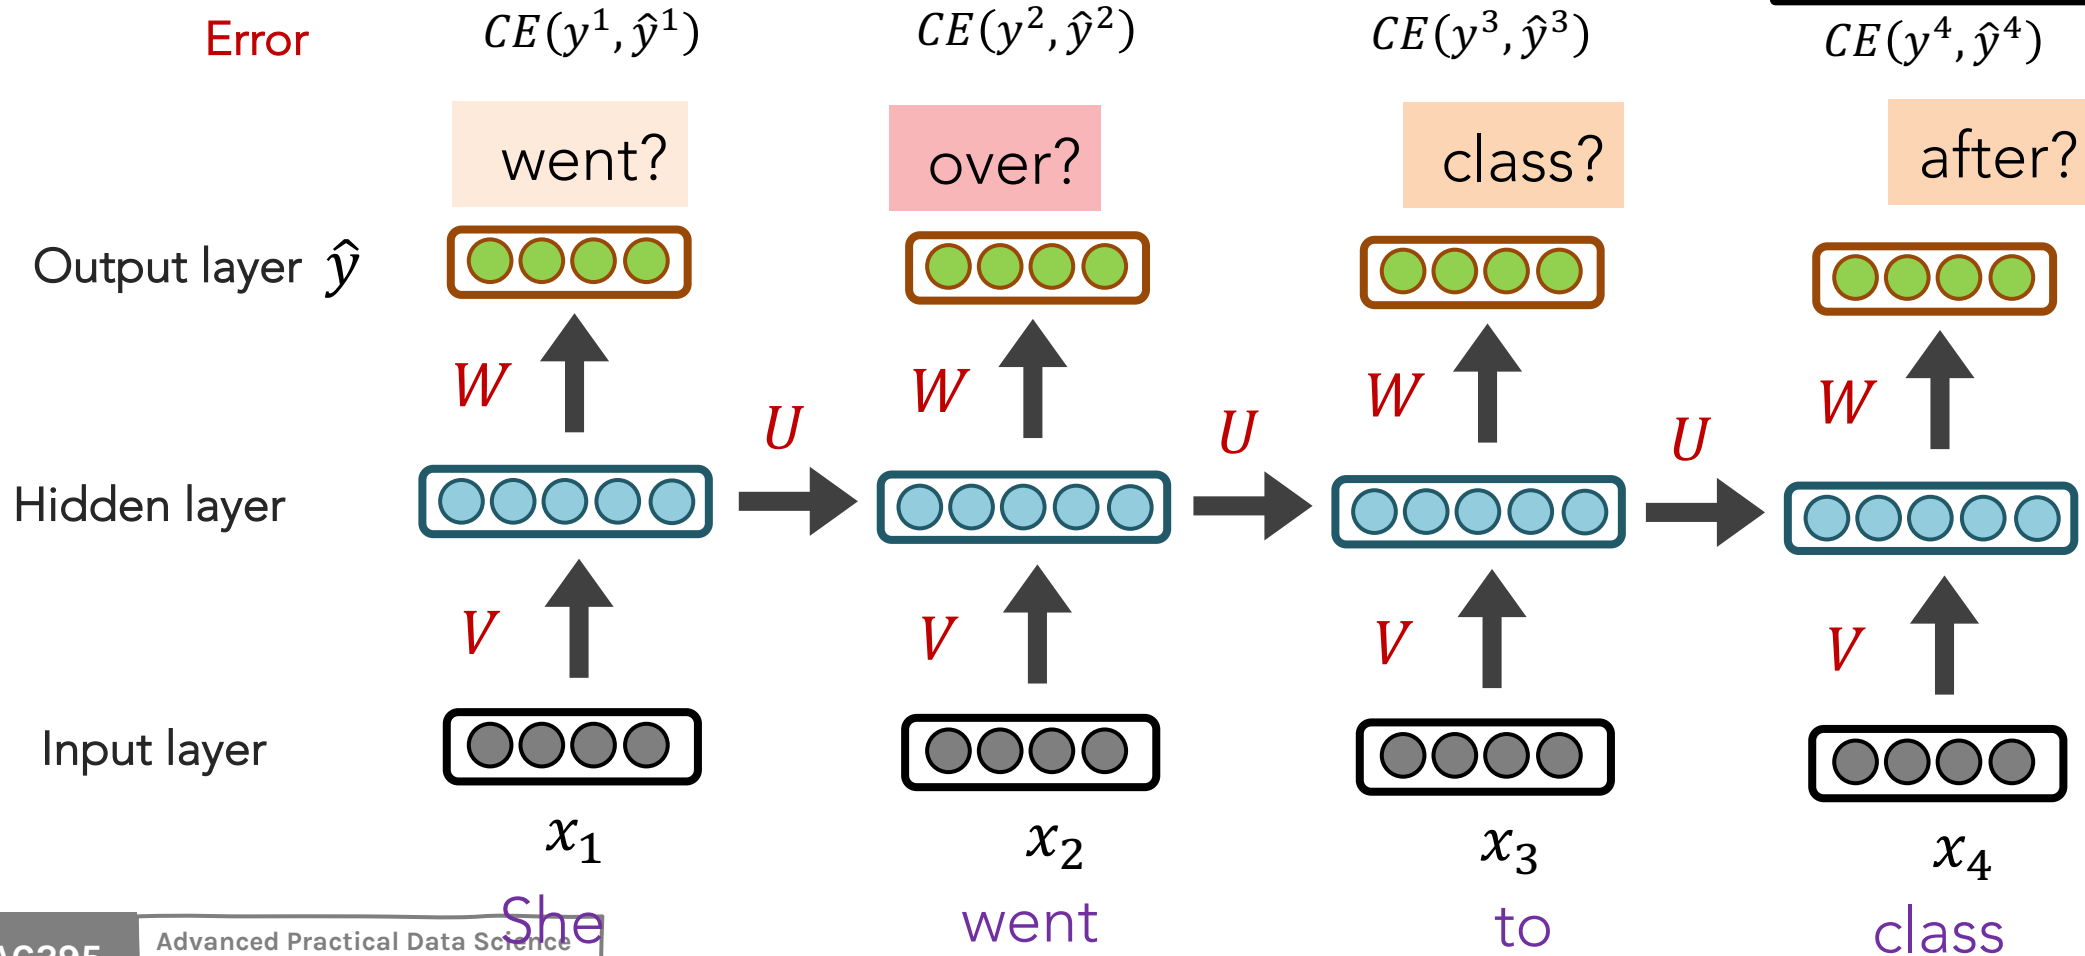 Error CE(y¹, ŷ¹) CE(y², ŷ²) CE(y³, ŷ³) CE(y⁴, ŷ⁴)
went? over? class? after?
Output layer ŷ
W W W W
U U U
Hidden layer
V V V V
Input layer
x₁ x₂ x₃ x₄
She went to class
Advanced Practical Data Science